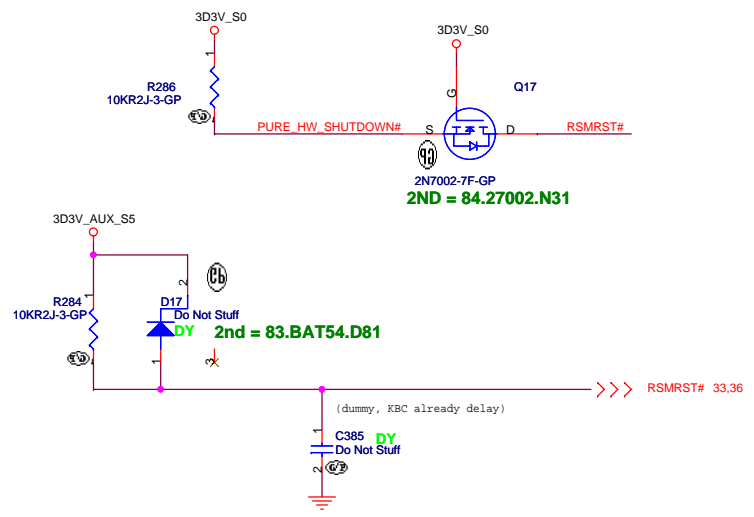 3D3V_S0
3D3V_S0
1
R286
10KR2J-3-GP
G
Q17
PURE_HW_SHUTDOWN#
S
D
RSMRST#
2N7002-7F-GP
2ND = 84.27002.N31
3D3V_AUX_S5
1
R284
10KR2J-3-GP
2
D17
Do Not Stuff
DY
2nd = 83.BAT54.D81
1
3
RSMRST# 33,36
(dummy, KBC already delay)
1
C385
DY
Do Not Stuff
2